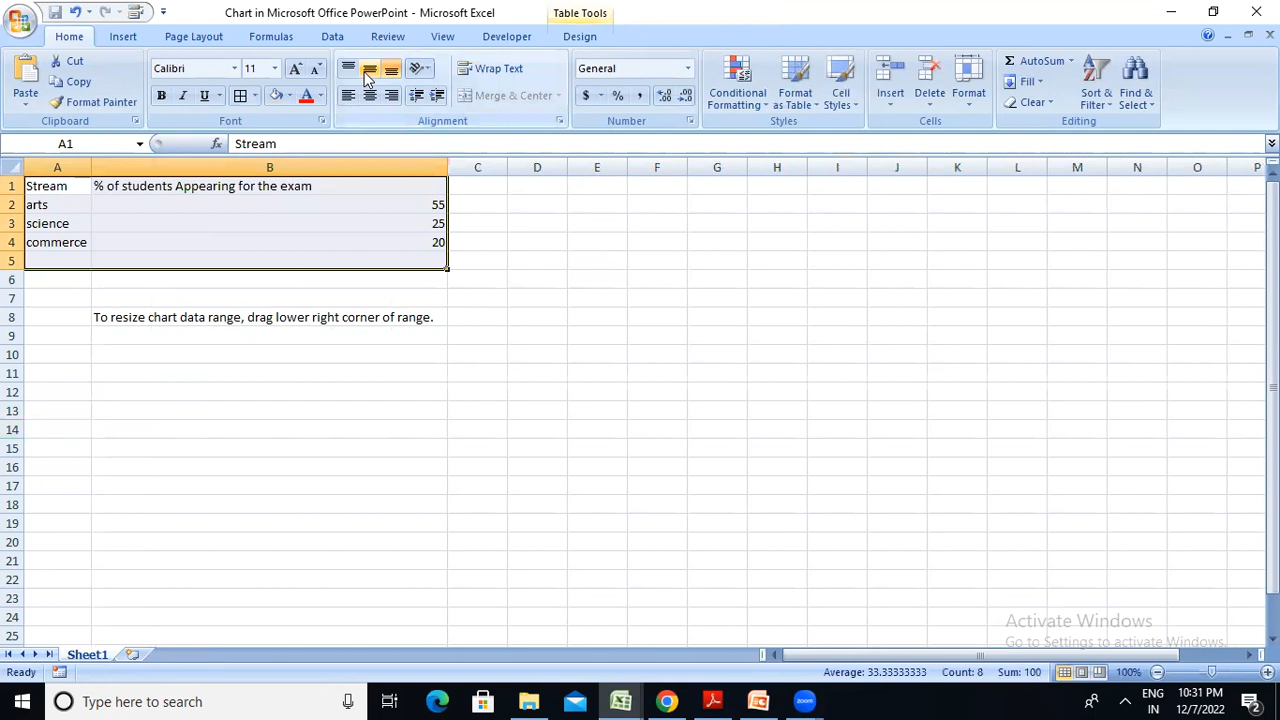 Chart in Microsoft Office PowerPoint - Microsoft Excel
Table Tools
Home Insert Page Layout Formulas Data Review View Developer Design
Paste
Cut
Copy
Format Painter
Clipboard
Calibri 11
B I U
Font
Wrap Text
Merge & Center
Alignment
General
$ % ,
Number
Conditional Formatting
Format as Table
Cell Styles
Styles
Insert Delete Format
Cells
AutoSum
Fill
Clear
Sort & Filter
Find & Select
Editing
A1 fx Stream
A B C D E F G H I J K L M N O P
1 Stream % of students Appearing for the exam
2 arts 55
3 science 25
4 commerce 20
5
6
7
8 To resize chart data range, drag lower right corner of range.
9
10
11
12
13
14
15
16
17
18
19
20
21
22
23
24
25
Activate Windows
Go to Settings to activate Windows.
Sheet1
Ready Average: 33.33333333 Count: 8 Sum: 100 100%
Type here to search
zoom
ENG
IN
10:31 PM
12/7/2022
2